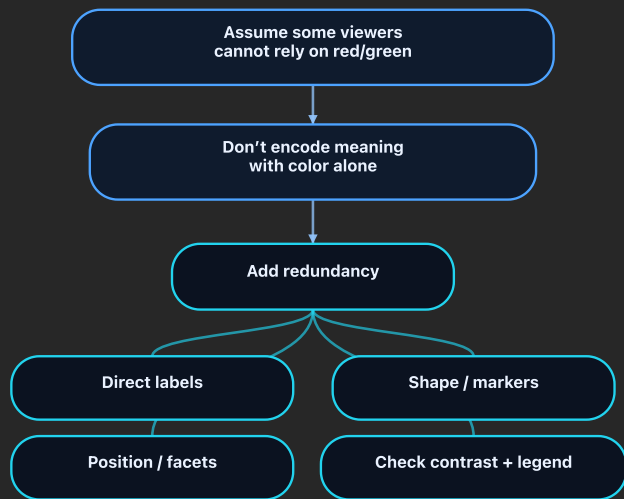 Assume some viewers
cannot rely on red/green
Don’t encode meaning
with color alone
Add redundancy
Direct labels
Shape / markers
Position / facets
Check contrast + legend